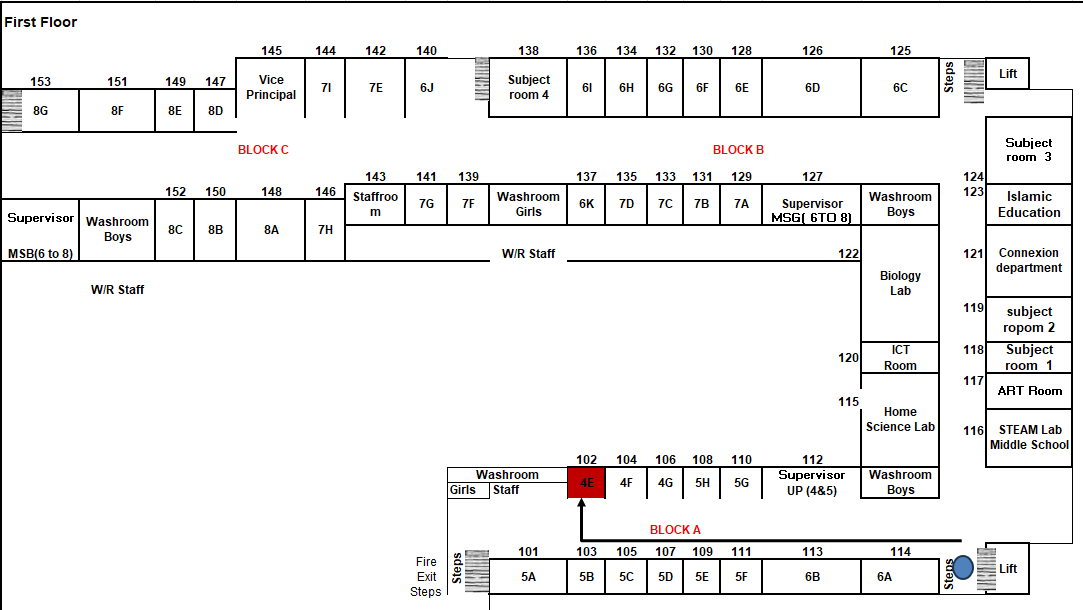 First Floor
145 144 142 140 138 136 134 132 130 128 126 125
153 151 149 147
Vice
Principal
7I 7E 6J
Subject
room 4
6I 6H 6G 6F 6E 6D 6C
Steps
Lift
8G 8F 8E 8D
BLOCK C
BLOCK B
Subject
room 3
124
143 141 139 137 135 133 131 129 127
152 150 148 146
123
Staffroo
m
7G 7F
Washroom
Girls
6K 7D 7C 7B 7A
Supervisor
MSG( 6TO 8)
Washroom
Boys
Islamic
Education
Supervisor
MSB(6 to 8)
Washroom
Boys
8C 8B 8A 7H
W/R Staff
122
121
Connexion
department
W/R Staff
Biology
Lab
119
subject
ropom 2
120
ICT
Room
118
Subject
room 1
117
ART Room
115
Home
Science Lab
116
STEAM Lab
Middle School
102 104 106 108 110 112
Washroom
Girls Staff
4E 4F 4G 5H 5G
Supervisor
UP (4&5)
Washroom
Boys
BLOCK A
101 103 105 107 109 111 113 114
Fire
Exit
Steps
Steps
5A 5B 5C 5D 5E 5F 6B 6A
Steps
Lift